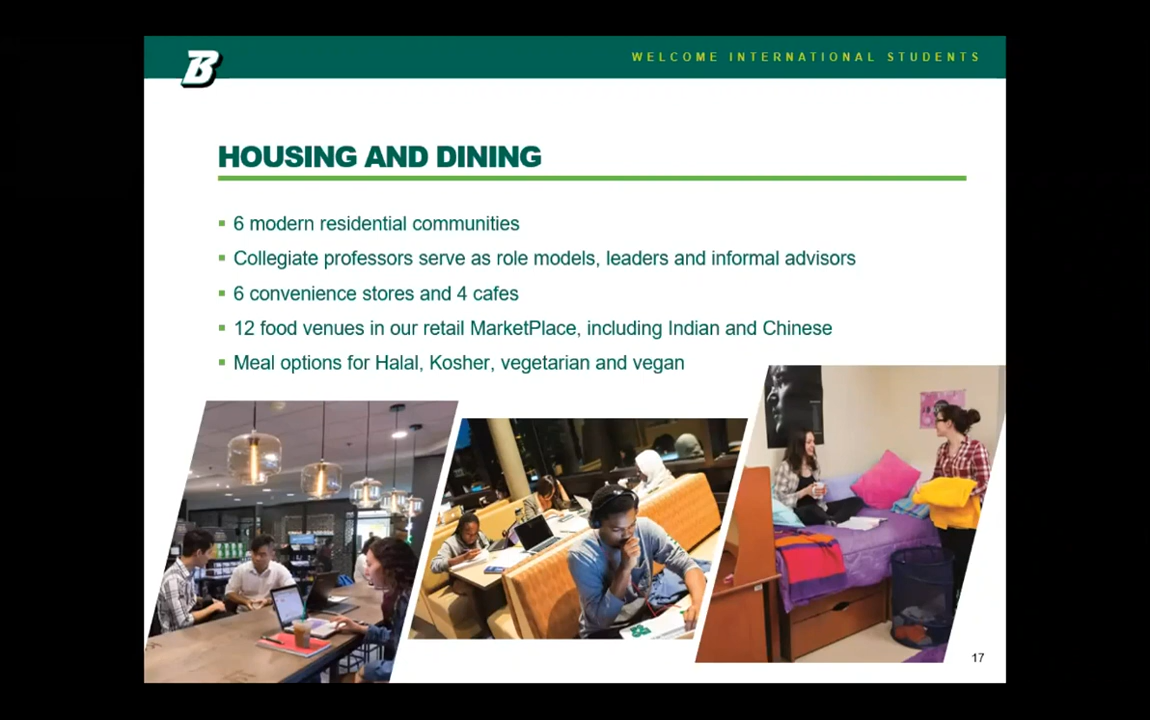 B
WELCOME INTERNATIONAL STUDENTS
HOUSING AND DINING
6 modern residential communities
Collegiate professors serve as role models, leaders and informal advisors
6 convenience stores and 4 cafes
12 food venues in our retail MarketPlace, including Indian and Chinese
Meal options for Halal, Kosher, vegetarian and vegan
17